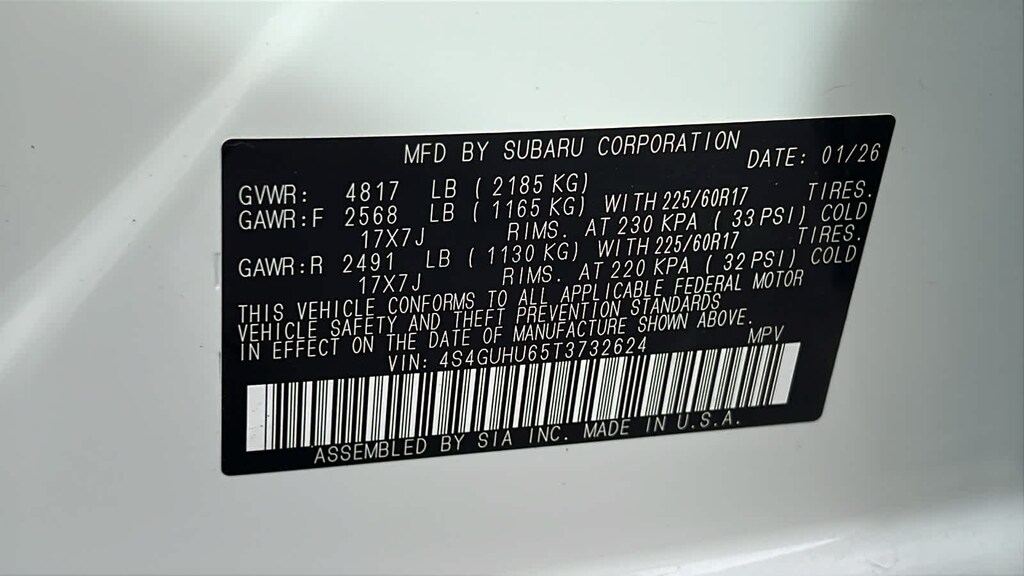 MFD BY SUBARU CORPORATION DATE: 01/26
GVWR: 4817 LB ( 2185 KG)
GAWR:F 2568 LB ( 1165 KG) WITH 225/60R17 TIRES.
17X7J RIMS. AT 230 KPA ( 33 PSI) COLD
GAWR:R 2491 LB ( 1130 KG) WITH 225/60R17 TIRES.
17X7J RIMS. AT 220 KPA ( 32 PSI) COLD
THIS VEHICLE CONFORMS TO ALL APPLICABLE FEDERAL MOTOR
VEHICLE SAFETY AND THEFT PREVENTION STANDARDS
IN EFFECT ON THE DATE OF MANUFACTURE SHOWN ABOVE.
VIN: 4S4GUHU65T3732624 MPV
ASSEMBLED BY SIA INC. MADE IN U.S.A.